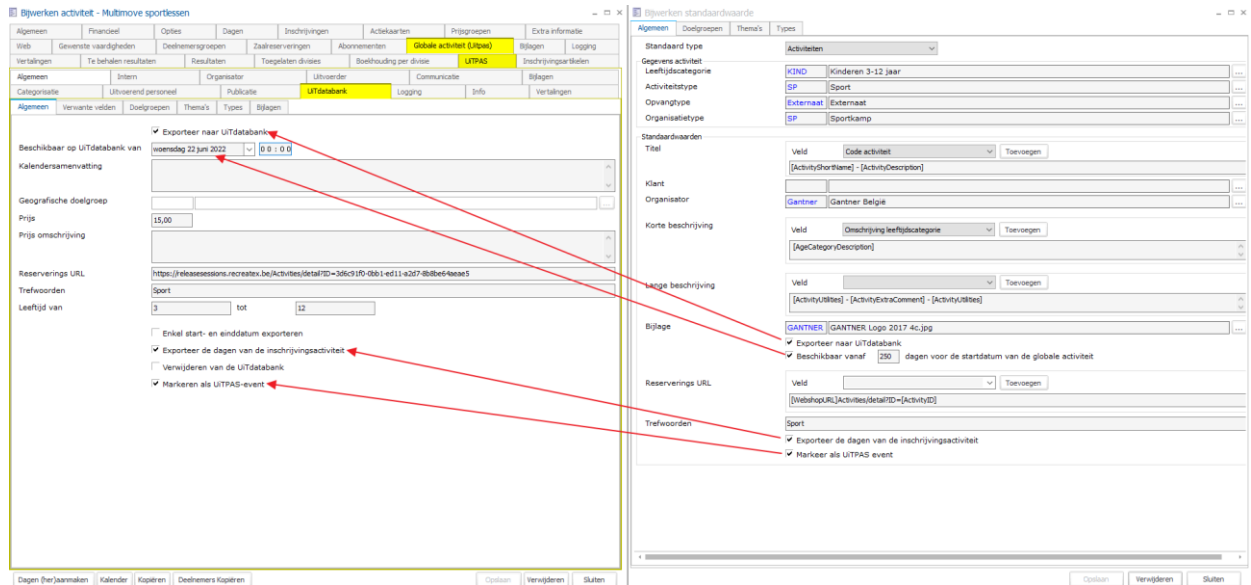 Bijwerken activiteit - Multimove sportlessen
Algemeen Financieel Opties Dagen Inschrijvingen Actiekaarten Prijsgroepen Extra informatie
Web Gewenste vaardigheden Deelnemersgroepen Zaalreserveringen Abonnementen Globale activiteit (Uitpas) Bijlagen Logging
Vertalingen Te behalen resultaten Resultaten Toegelaten divisies Boekhouding per divisie UiTPAS Inschrijvingsartikelen
Algemeen Intern Organisator Uitvoerder Communicatie Bijlagen
Categorisatie Uitvoerend personeel Publicatie UiTdatabank Logging Info Vertalingen
Algemeen Verwante velden Doelgroepen Thema's Types Bijlagen
Exporteer naar UiTdatabank
Beschikbaar op UiTdatabank van woensdag 22 juni 2022 00:00
Kalendersamenvatting
Geografische doelgroep ...
Prijs 15,00
Prijs omschrijving
Reserverings URL https://releasesessions.recreatex.be/Activities/detail?ID=3d6c91f0-0bb1-ed11-a2d7-8b8be64aeae5
Trefwoorden Sport
Leeftijd van 3 tot 12
Enkel start- en einddatum exporteren
Exporteer de dagen van de inschrijvingsactiviteit
Verwijderen van de UiTdatabank
Markeren als UiTPAS-event
Dagen (her)aanmaken Kalender Kopiëren Deelnemers Kopiëren Opslaan Verwijderen Sluiten
Bijwerken standaardwaarde
Algemeen Doelgroepen Thema's Types
Standaard type Activiteiten
Gegevens activiteit
Leeftijdscategorie KIND Kinderen 3-12 jaar ...
Activiteitstype SP Sport ...
Opvangtype Externaat Externaat ...
Organisatietype SP Sportkamp ...
Standaardwaarden
Titel Veld Code activiteit Toevoegen
[ActivityShortName] - [ActivityDescription]
Klant ...
Organisator Gantner Gantner België ...
Korte beschrijving Veld Omschrijving leeftijdscategorie Toevoegen
[AgeCategoryDescription]
Lange beschrijving Veld Toevoegen
[ActivityUtilities] - [ActivityExtraComment] - [ActivityUtilities]
Bijlage GANTNER GANTNER Logo 2017 4c.jpg ...
Exporteer naar UiTdatabank
Beschikbaar vanaf 250 dagen voor de startdatum van de globale activiteit
Reserverings URL Veld Toevoegen
[WebshopURL]Activities/detail?ID=[ActivityID]
Trefwoorden Sport
Exporteer de dagen van de inschrijvingsactiviteit
Markeer als UiTPAS event
Opslaan Verwijderen Sluiten